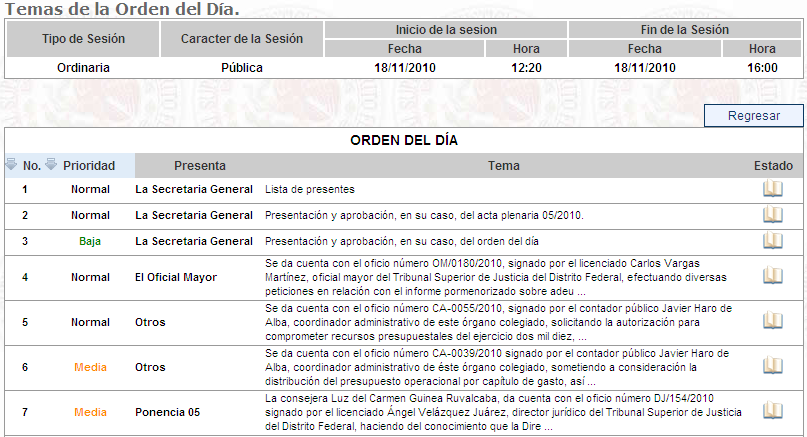 Temas de la Orden del Día.
Tipo de Sesión Caracter de la Sesión Inicio de la sesion Fin de la Sesión
Fecha Hora Fecha Hora
Ordinaria Pública 18/11/2010 12:20 18/11/2010 16:00
Regresar
ORDEN DEL DÍA
No. Prioridad Presenta Tema Estado
1 Normal La Secretaria General Lista de presentes
2 Normal La Secretaria General Presentación y aprobación, en su caso, del acta plenaria 05/2010.
3 Baja La Secretaria General Presentación y aprobación, en su caso, del orden del día
4 Normal El Oficial Mayor Se da cuenta con el oficio número OM/0180/2010, signado por el licenciado Carlos Vargas
Martínez, oficial mayor del Tribunal Superior de Justicia del Distrito Federal, efectuando diversas
peticiones en relación con el informe pormenorizado sobre adeu ...
5 Normal Otros Se da cuenta con el oficio número CA-0055/2010, signado por el contador público Javier Haro de
Alba, coordinador administrativo de este órgano colegiado, solicitando la autorización para
comprometer recursos presupuestales del ejercicio dos mil diez, ...
6 Media Otros Se da cuenta con el oficio número CA-0039/2010 signado por el contador público Javier Haro de
Alba, coordinador administrativo de éste órgano colegiado, sometiendo a consideración la
distribución del presupuesto operacional por capítulo de gasto, así ...
7 Media Ponencia 05 La consejera Luz del Carmen Guinea Ruvalcaba, da cuenta con el oficio número DJ/154/2010
signado por el licenciado Ángel Velázquez Juárez, director jurídico del Tribunal Superior de Justicia
del Distrito Federal, haciendo del conocimiento que la Dire ...